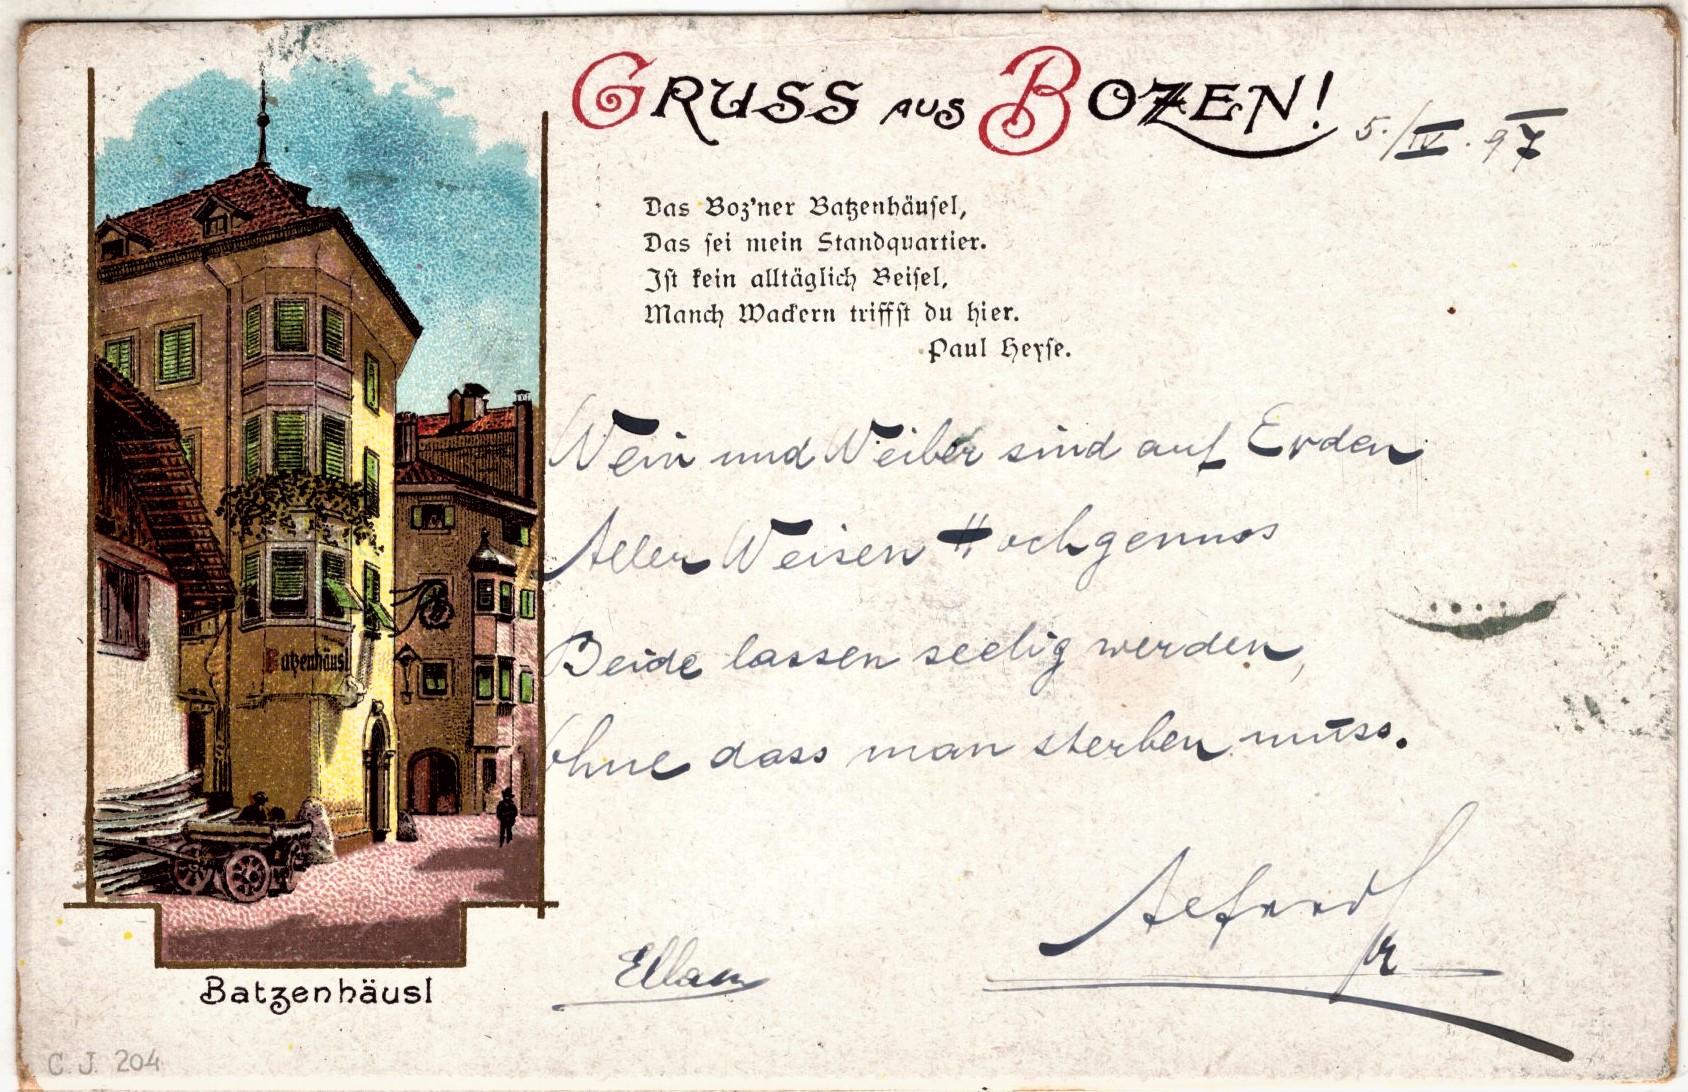 GRUSS AUS BOZEN!
5./IV. 97
Das Boz'ner Batzenhäusel,
Das sei mein Standquartier.
Ist kein alltäglich Beisel,
Manch Wackern triffst du hier.
Paul Heyse.
Wein und Weiber sind auf Erden
Aller Weisen Hochgenuss
Beide lassen seelig werden,
Ohne dass man sterben muss.
Alfred
Batzenhäusl
Batzenhäusl
C. J. 204